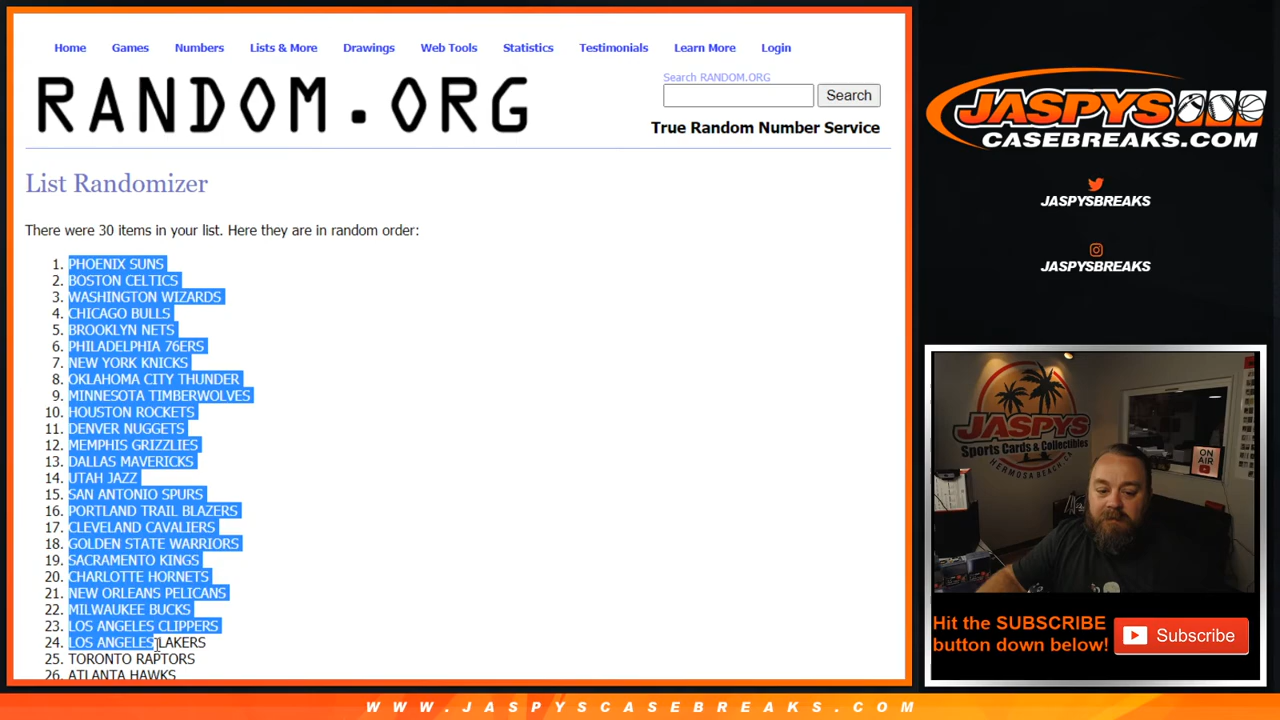 Home Games Numbers Lists & More Drawings Web Tools Statistics Testimonials Learn More Login
RANDOM.ORG
Search RANDOM.ORG
Search
True Random Number Service
List Randomizer
There were 30 items in your list. Here they are in random order:
1. PHOENIX SUNS
2. BOSTON CELTICS
3. WASHINGTON WIZARDS
4. CHICAGO BULLS
5. BROOKLYN NETS
6. PHILADELPHIA 76ERS
7. NEW YORK KNICKS
8. OKLAHOMA CITY THUNDER
9. MINNESOTA TIMBERWOLVES
10. HOUSTON ROCKETS
11. DENVER NUGGETS
12. MEMPHIS GRIZZLIES
13. DALLAS MAVERICKS
14. UTAH JAZZ
15. SAN ANTONIO SPURS
16. PORTLAND TRAIL BLAZERS
17. CLEVELAND CAVALIERS
18. GOLDEN STATE WARRIORS
19. SACRAMENTO KINGS
20. CHARLOTTE HORNETS
21. NEW ORLEANS PELICANS
22. MILWAUKEE BUCKS
23. LOS ANGELES CLIPPERS
24. LOS ANGELES LAKERS
25. TORONTO RAPTORS
26. ATLANTA HAWKS
JASPYS
CASEBREAKS.COM
JASPYSBREAKS
JASPYSBREAKS
JASPYS
Sports Cards & Collectibles
HERMOSA BEACH, CA
ON AIR
Hit the SUBSCRIBE
button down below!
Subscribe
WWW.JASPYSCASEBREAKS.COM